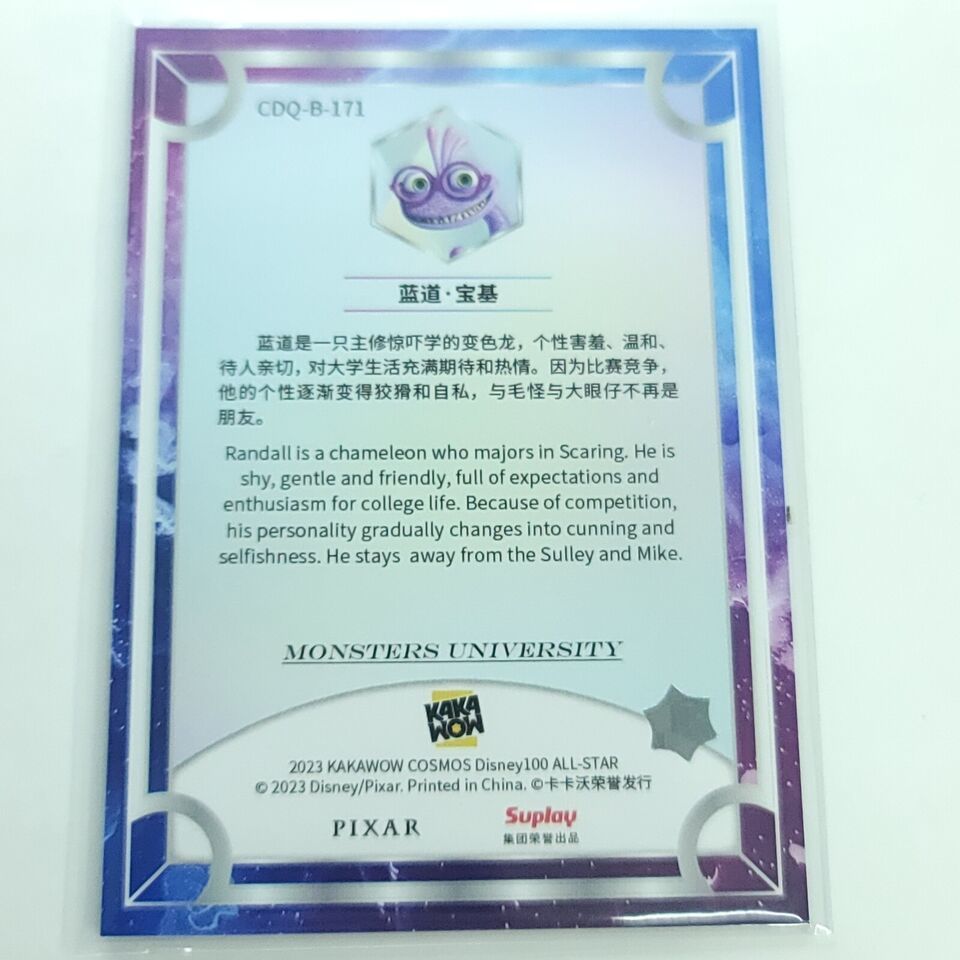 CDQ-B-171
蓝道·宝基
蓝道是一只主修惊吓学的变色龙，个性害羞、温和、
待人亲切，对大学生活充满期待和热情。因为比赛竞争，
他的个性逐渐变得狡猾和自私，与毛怪与大眼仔不再是
朋友。
Randall is a chameleon who majors in Scaring. He is
shy, gentle and friendly, full of expectations and
enthusiasm for college life. Because of competition,
his personality gradually changes into cunning and
selfishness. He stays away from the Sulley and Mike.
MONSTERS UNIVERSITY
KAKA
WOW
2023 KAKAWOW COSMOS Disney100 ALL-STAR
© 2023 Disney/Pixar. Printed in China. ©卡卡沃荣誉发行
PIXAR
Suplay
集团荣誉出品